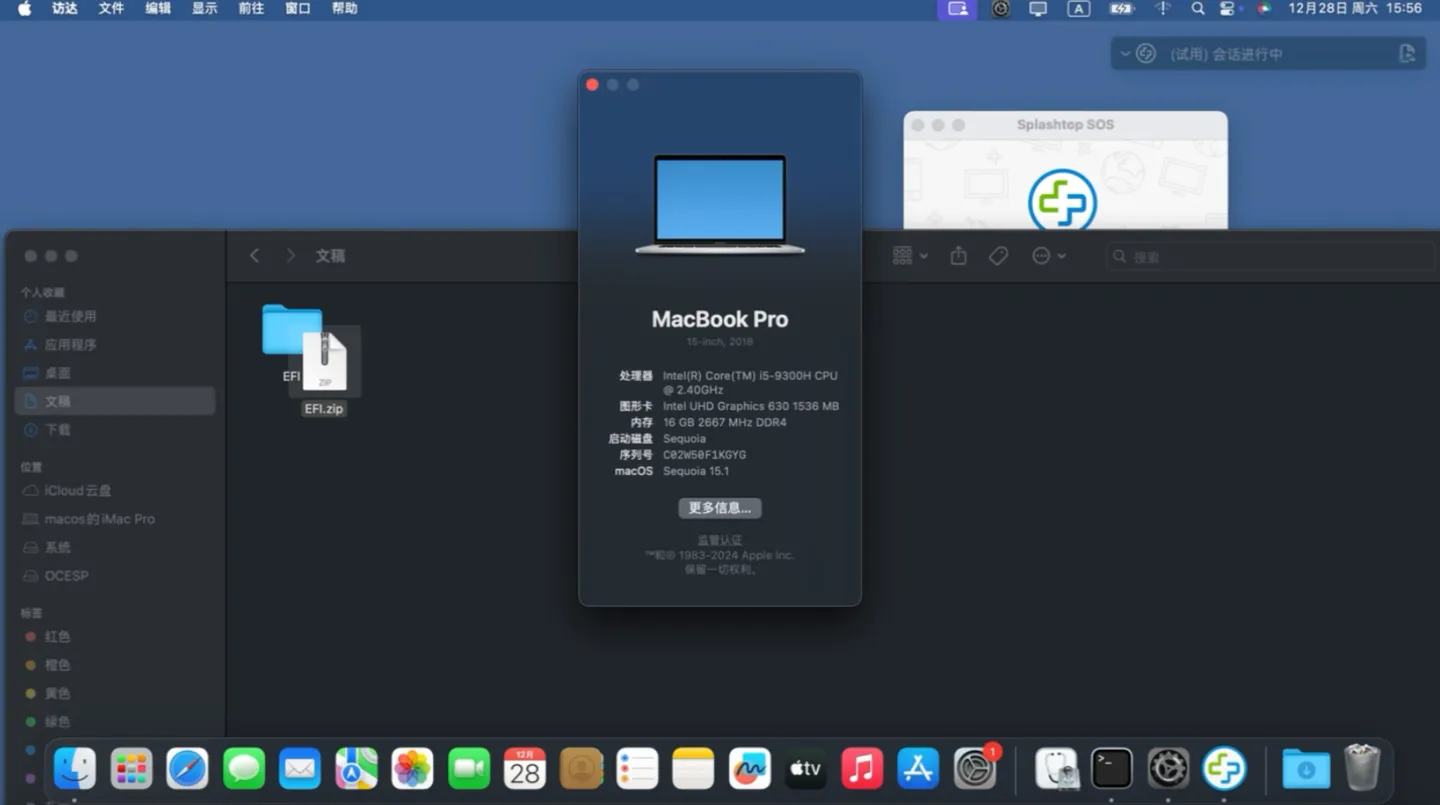 访达 文件 编辑 显示 前往 窗口 帮助
A
12月28日 周六 15:56
(试用) 会话进行中
Splashtop SOS
文稿
搜索
个人收藏
最近使用
应用程序
桌面
文稿
下载
位置
iCloud云盘
macos的iMac Pro
系统
OCESP
标签
红色
橙色
黄色
绿色
EFI
ZIP
EFI.zip
MacBook Pro
15-inch, 2018
处理器 Intel(R) Core(TM) i5-9300H CPU
@ 2.40GHz
图形卡 Intel UHD Graphics 630 1536 MB
内存 16 GB 2667 MHz DDR4
启动磁盘 Sequoia
序列号 C02W50F1KGYG
macOS Sequoia 15.1
更多信息...
监管认证
™和© 1983-2024 Apple Inc.
保留一切权利。
12月
28
tv
1